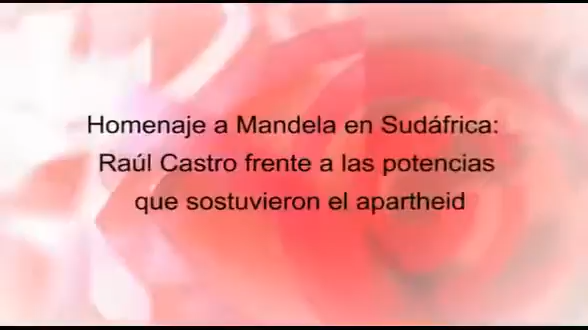 Homenaje a Mandela en Sudáfrica:
Raúl Castro frente a las potencias
que sostuvieron el apartheid